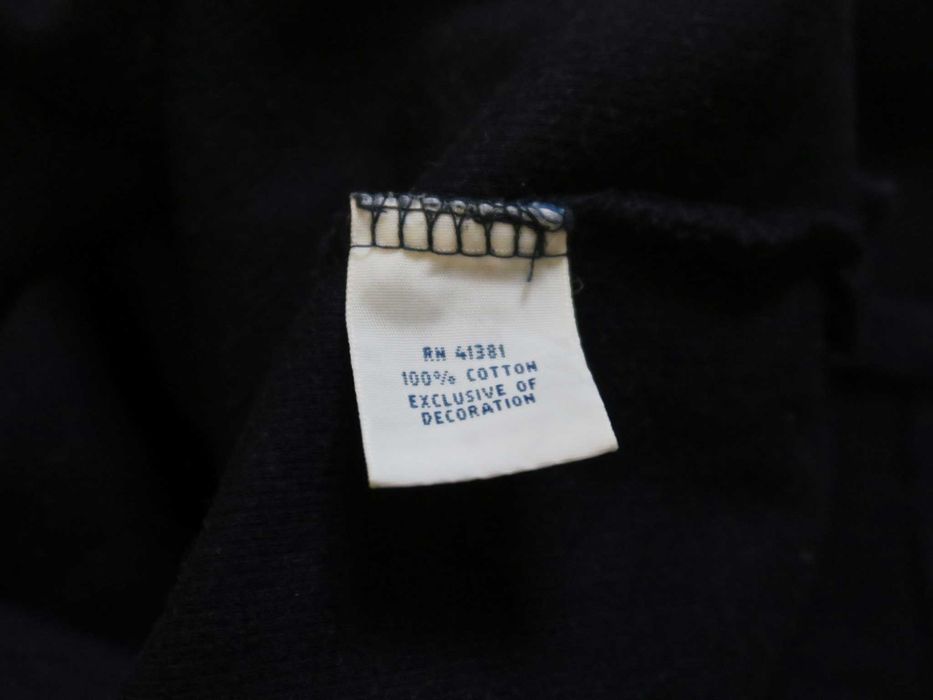 RN 41381
100% COTTON
EXCLUSIVE OF
DECORATION